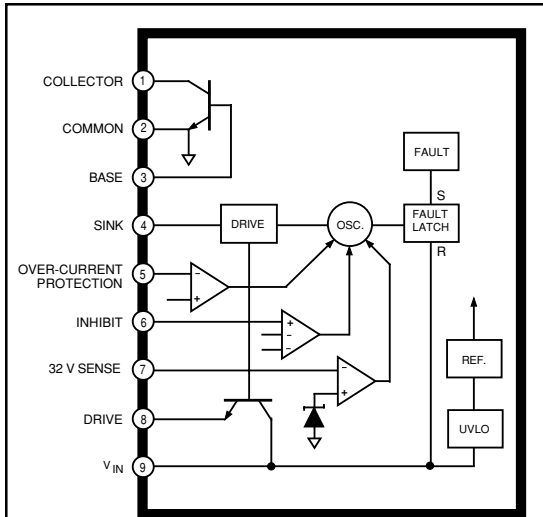 COLLECTOR 1
COMMON 2
FAULT
BASE 3
S
SINK 4 DRIVE OSC. FAULT
LATCH
R
OVER-CURRENT
PROTECTION 5 –
+
INHIBIT 6 +
–
–
32 V SENSE 7 –
+
REF.
DRIVE 8
UVLO
V IN 9